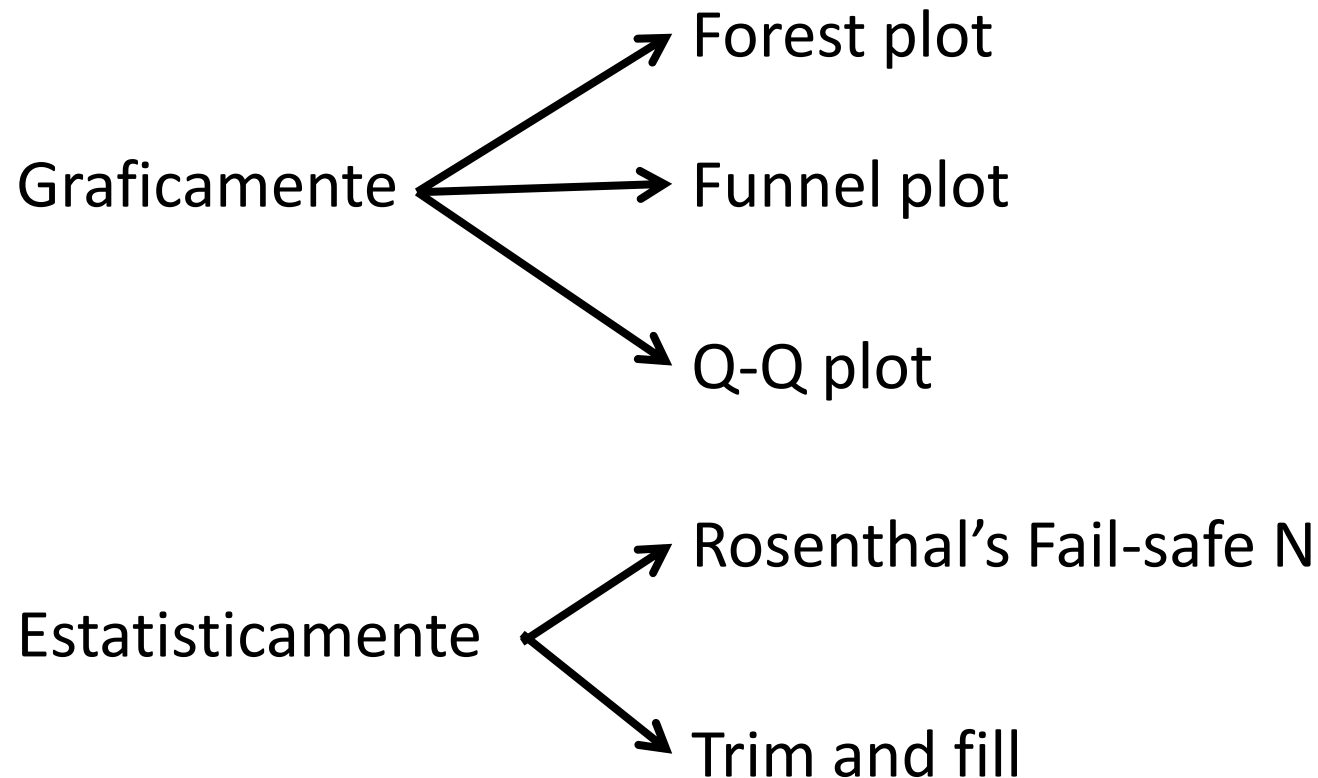 Forest plot
Graficamente
Funnel plot
Q-Q plot
Rosenthal’s Fail-safe N
Estatisticamente
Trim and fill